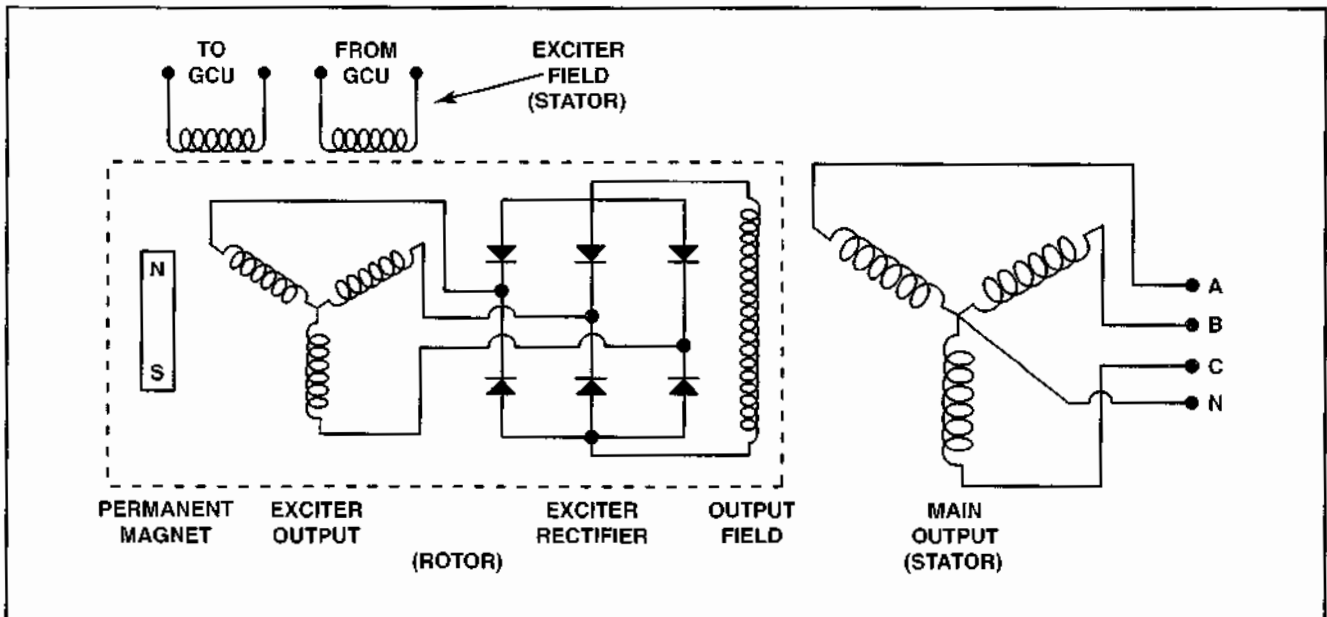 TO
GCU
FROM
GCU
EXCITER
FIELD
(STATOR)
N
S
A
B
C
N
PERMANENT
MAGNET
EXCITER
OUTPUT
(ROTOR)
EXCITER
RECTIFIER
OUTPUT
FIELD
MAIN
OUTPUT
(STATOR)